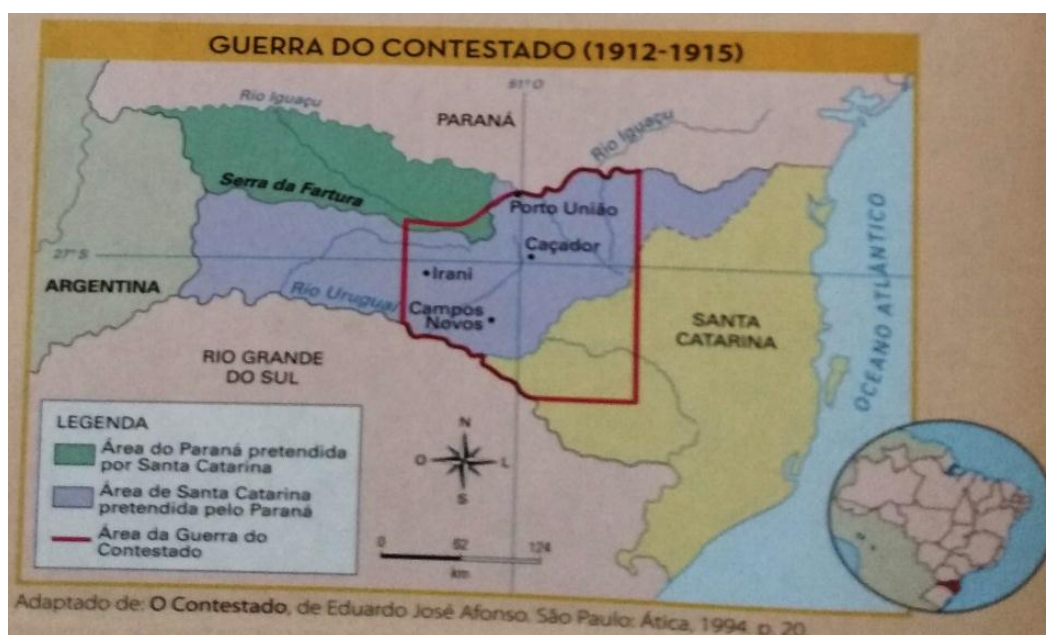 GUERRA DO CONTESTADO (1912-1915)
51° O
Rio Iguaçu
PARANÁ
Rio Iguaçu
Serra da Fartura
Porto União
Caçador
27° S
Irani
ARGENTINA
Rio Uruguai
Campos
Novos
SANTA
CATARINA
OCEANO ATLÂNTICO
RIO GRANDE
DO SUL
LEGENDA
Área do Paraná pretendida
por Santa Catarina
Área de Santa Catarina
pretendida pelo Paraná
Área da Guerra do
Contestado
N
O
L
S
0 62 124
km
Adaptado de: O Contestado, de Eduardo José Afonso. São Paulo: Ática, 1994. p. 20